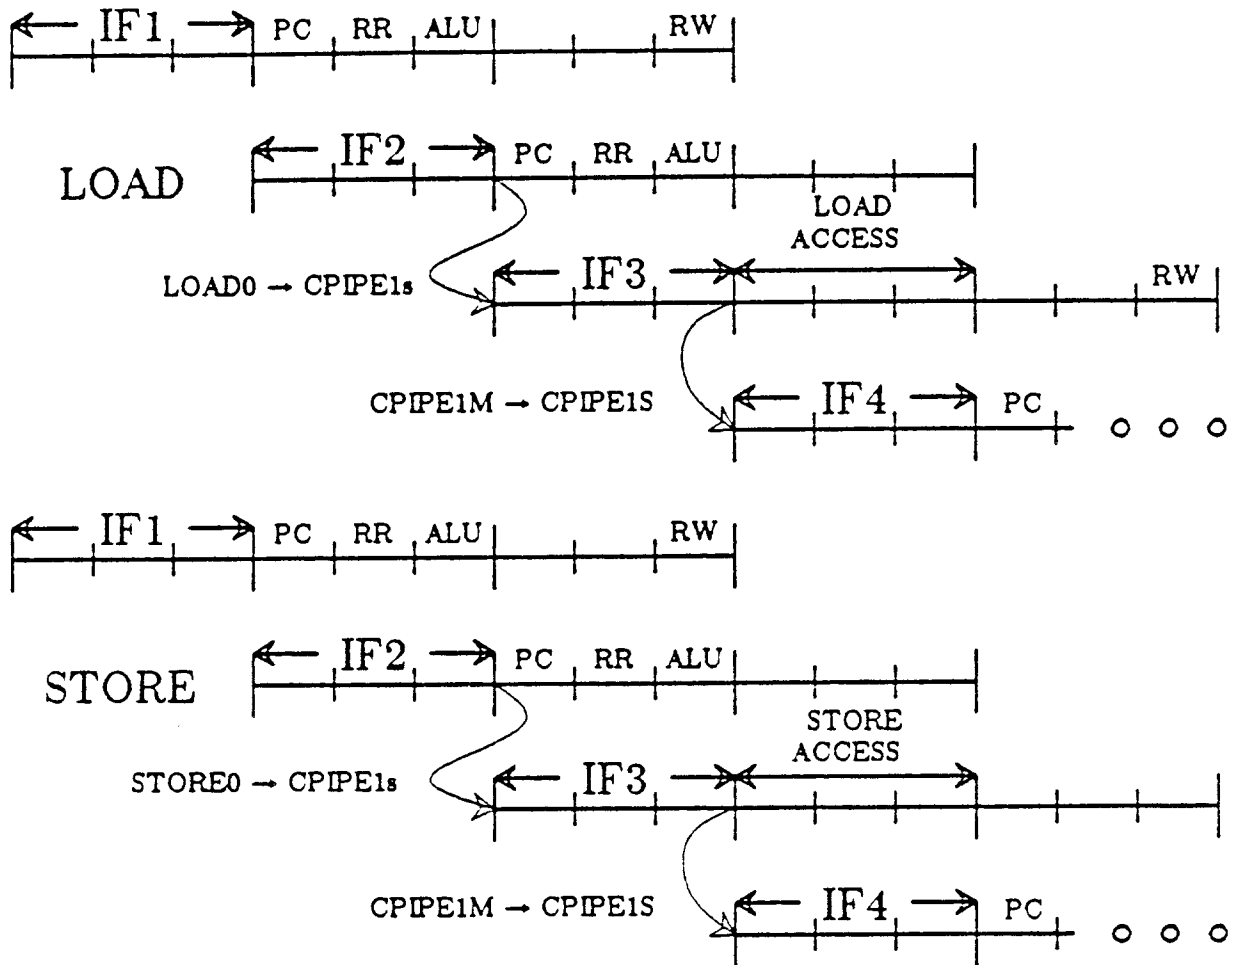 IF1 PC RR ALU RW
IF2 PC RR ALU
LOAD
LOAD
ACCESS
IF3
LOAD0 → CPIPE1s
RW
IF4 PC
CPIPE1M → CPIPE1S
IF1 PC RR ALU RW
IF2 PC RR ALU
STORE
STORE
ACCESS
IF3
STORE0 → CPIPE1s
IF4 PC
CPIPE1M → CPIPE1S